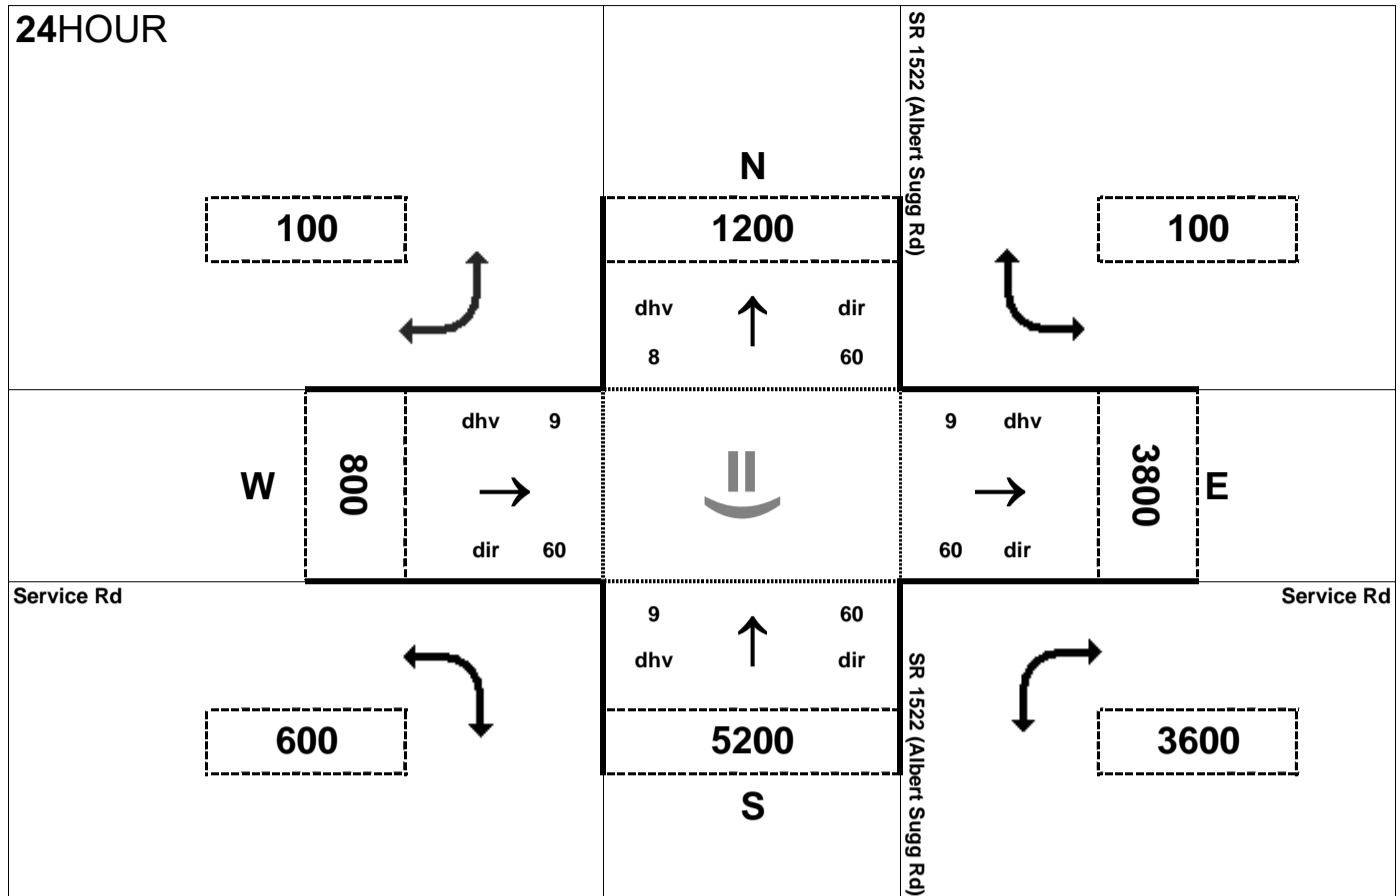 24HOUR
SR 1522 (Albert Sugg Rd)
N
100
1200
100
dhv
dir
8
60
dhv 9
9 dhv
W
800
3800
E
dir 60
60 dir
Service Rd
Service Rd
9
60
dhv
dir
SR 1522 (Albert Sugg Rd)
600
5200
3600
S